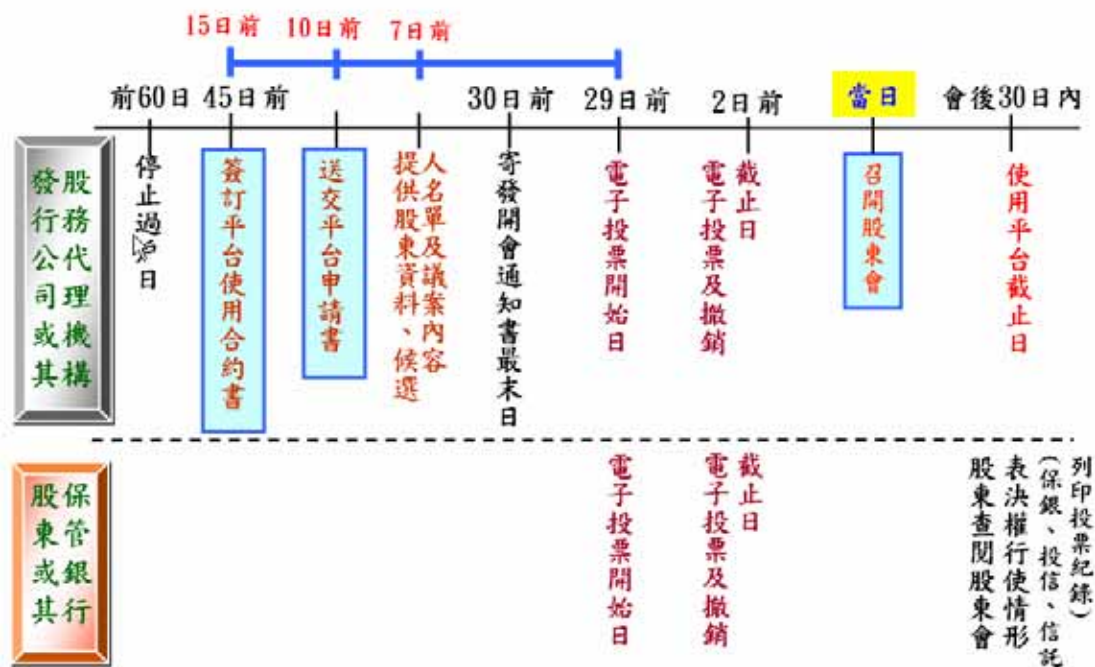 15日前
10日前
7日前
前60日
45日前
30日前
29日前
2日前
當日
會後30日內
股務代理機構
發行公司或其
停止過戶日
簽訂平台使用合約書
送交平台申請書
人名單及議案內容
提供股東資料、候選
寄發開會通知書最末日
電子投票開始日
截止日
電子投票及撤銷
召開股東會
使用平台截止日
保管銀行
股東或其
電子投票開始日
截止日
電子投票及撤銷
列印投票紀錄)
(保銀、投信、信託
表決權行使情形
股東查閱股東會